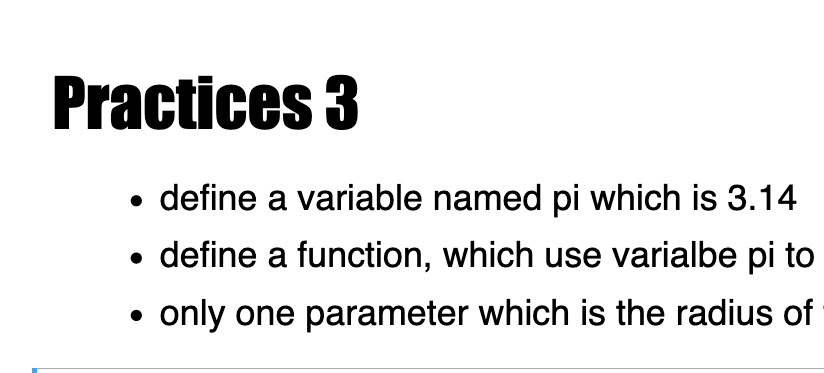 Practices 3
• define a variable named pi which is 3.14
• define a function, which use varialbe pi to
• only one parameter which is the radius of